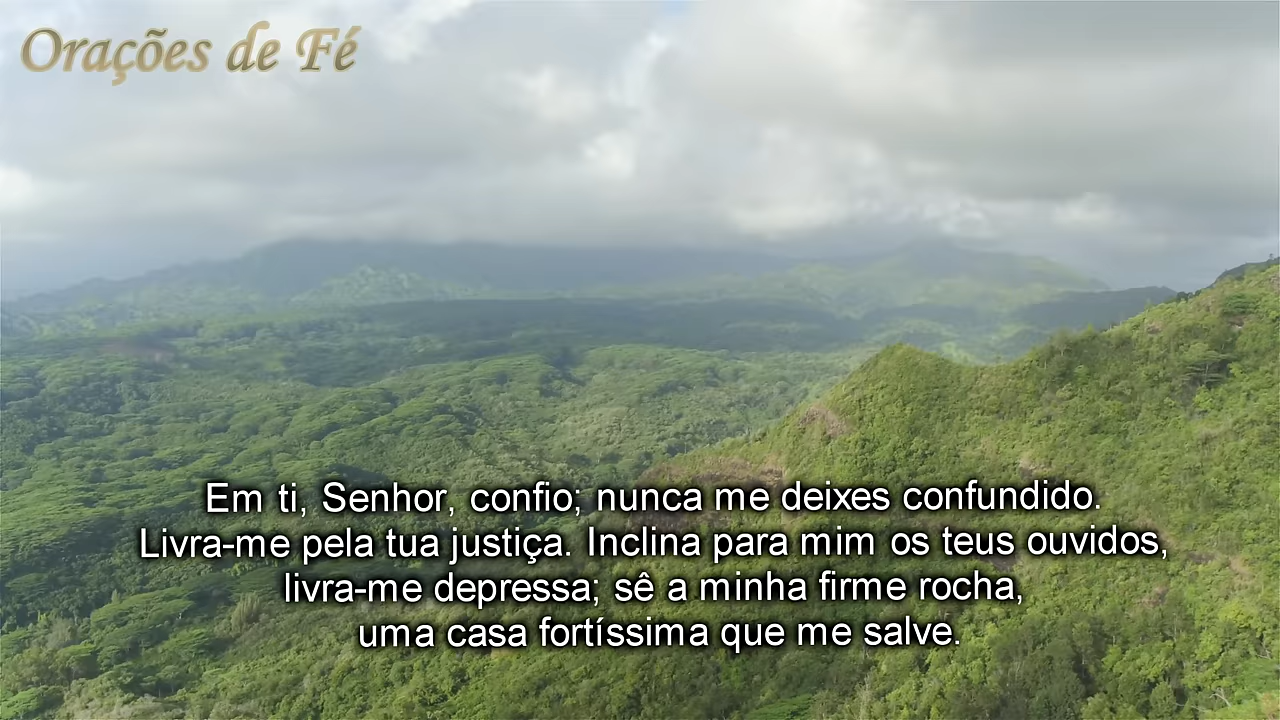 Orações de Fé
Em ti, Senhor, confio; nunca me deixes confundido.
Livra-me pela tua justiça. Inclina para mim os teus ouvidos,
livra-me depressa; sê a minha firme rocha,
uma casa fortíssima que me salve.